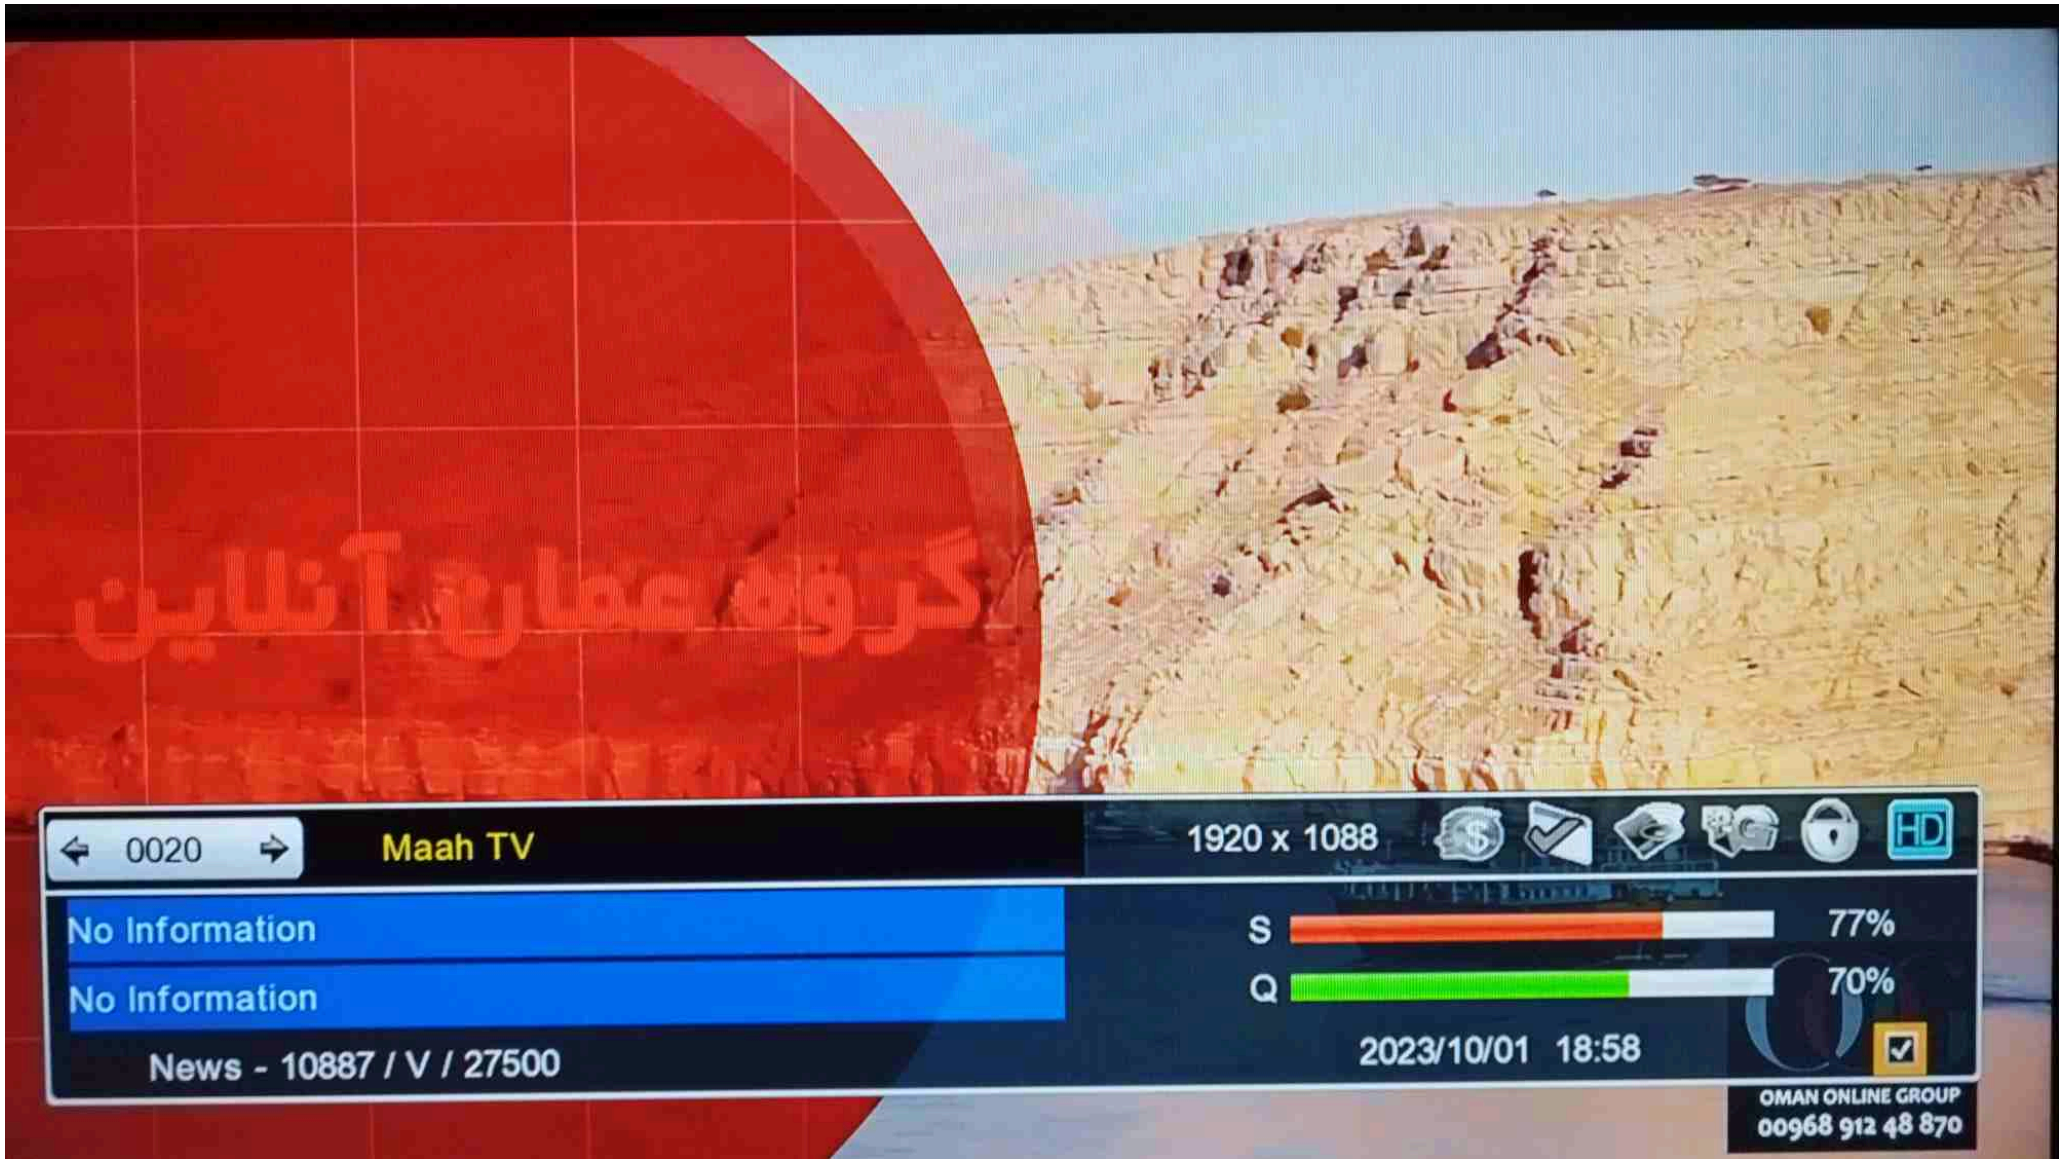 گروه عمان آنلاین
0020
Maah TV
1920 x 1088
HD
No Information
S 77%
No Information
Q 70%
News - 10887 / V / 27500
2023/10/01 18:58
OMAN ONLINE GROUP
00968 912 48 870